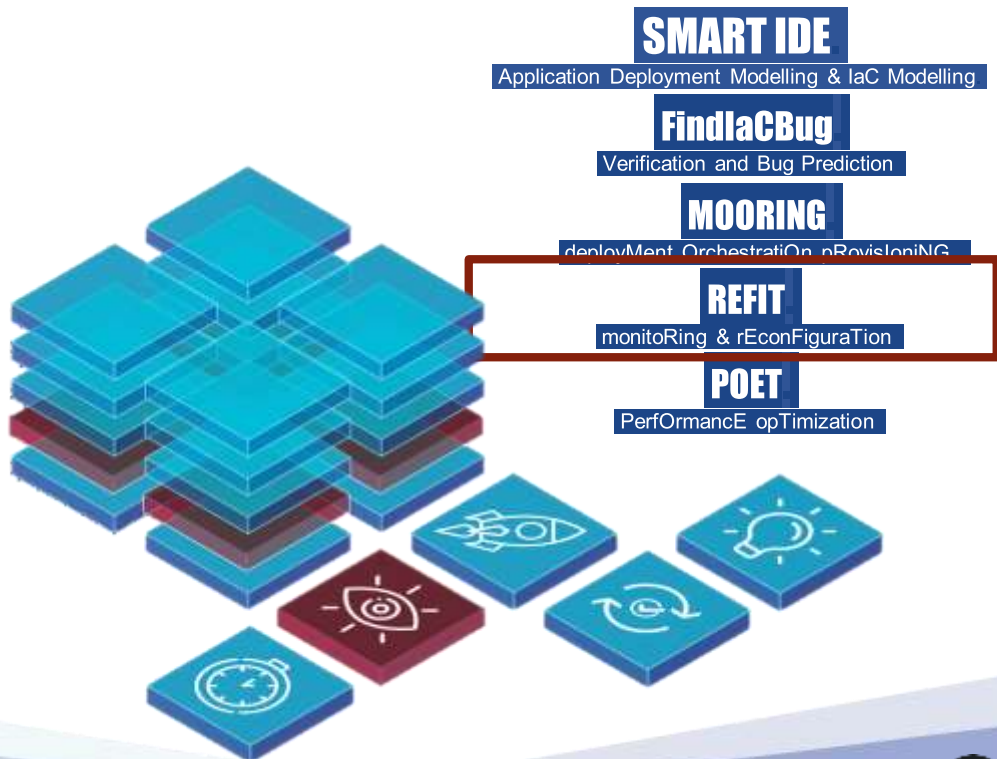 SMART IDE
Application Deployment Modelling & IaC Modelling
FindIaCBug
Verification and Bug Prediction
MOORING
deployMent OrchestratiOn pRovisIoniNG
REFIT
monitoRing & rEconFiguraTion
POET
PerfOrmancE opTimization